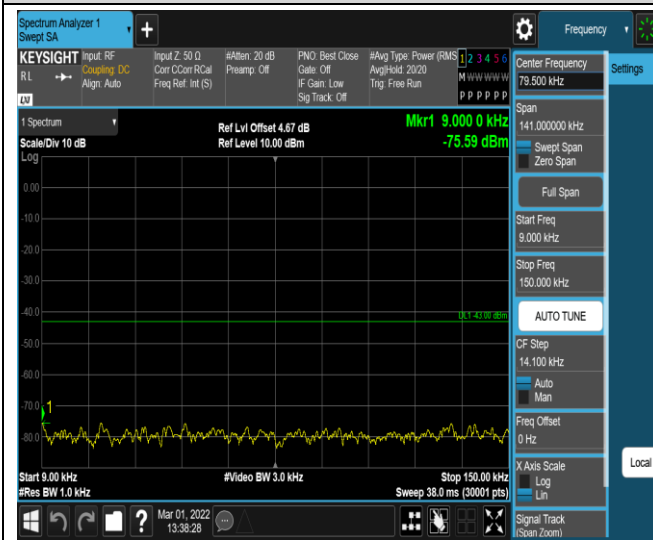 Spectrum Analyzer 1
Swept SA
Frequency
KEYSIGHT
RL
LXI
Input: RF
Coupling: DC
Align: Auto
Input Z: 50 Ω
Corr CCorr RCal
Freq Ref: Int (S)
#Atten: 20 dB
Preamp: Off
PNO: Best Close
Gate: Off
IF Gain: Low
Sig Track: Off
#Avg Type: Power (RMS
Avg|Hold: 20/20
Trig: Free Run
1 2 3 4 5 6
M W W W W W
P P P P P P
Center Frequency
79.500 kHz
Settings
1 Spectrum
Scale/Div 10 dB
Ref Lvl Offset 4.67 dB
Ref Level 10.00 dBm
Mkr1 9.000 0 kHz
-75.59 dBm
Span
141.000000 kHz
Swept Span
Zero Span
Full Span
Start Freq
9.000 kHz
Stop Freq
150.000 kHz
AUTO TUNE
CF Step
14.100 kHz
Auto
Man
Freq Offset
0 Hz
X Axis Scale
Log
Lin
Local
Signal Track
(Span Zoom)
Log
0.00
-10.0
-20.0
-30.0
-40.0
DL1 -43.00 dBm
-50.0
-60.0
-70.0
1
-80.0
Start 9.00 kHz
#Res BW 1.0 kHz
#Video BW 3.0 kHz
Stop 150.00 kHz
Sweep 38.0 ms (30001 pts)
?
Mar 01, 2022
13:38:28